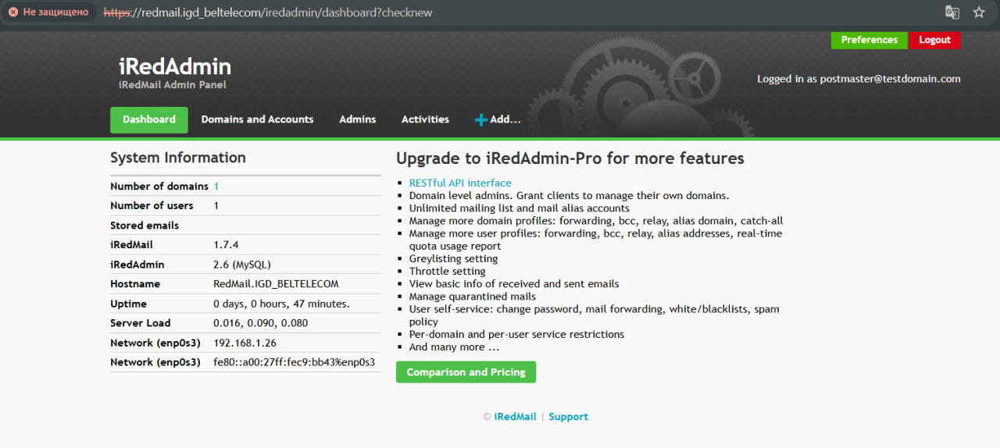 Не защищено https://redmail.igd_beltelecom/iredadmin/dashboard?checknew
Preferences Logout
iRedAdmin
iRedMail Admin Panel
Logged in as postmaster@testdomain.com
Dashboard Domains and Accounts Admins Activities Add...
System Information
Number of domains 1
Number of users 1
Stored emails
iRedMail 1.7.4
iRedAdmin 2.6 (MySQL)
Hostname RedMail.IGD_BELTELECOM
Uptime 0 days, 0 hours, 47 minutes.
Server Load 0.016, 0.090, 0.080
Network (enp0s3) 192.168.1.26
Network (enp0s3) fe80::a00:27ff:fec9:bb43%enp0s3
Upgrade to iRedAdmin-Pro for more features
RESTful API interface
Domain level admins. Grant clients to manage their own domains.
Unlimited mailing list and mail alias accounts
Manage more domain profiles: forwarding, bcc, relay, alias domain, catch-all
Manage more user profiles: forwarding, bcc, relay, alias addresses, real-time
quota usage report
Greylisting setting
Throttle setting
View basic info of received and sent emails
Manage quarantined mails
User self-service: change password, mail forwarding, white/blacklists, spam
policy
Per-domain and per-user service restrictions
And many more ...
Comparison and Pricing
© iRedMail | Support